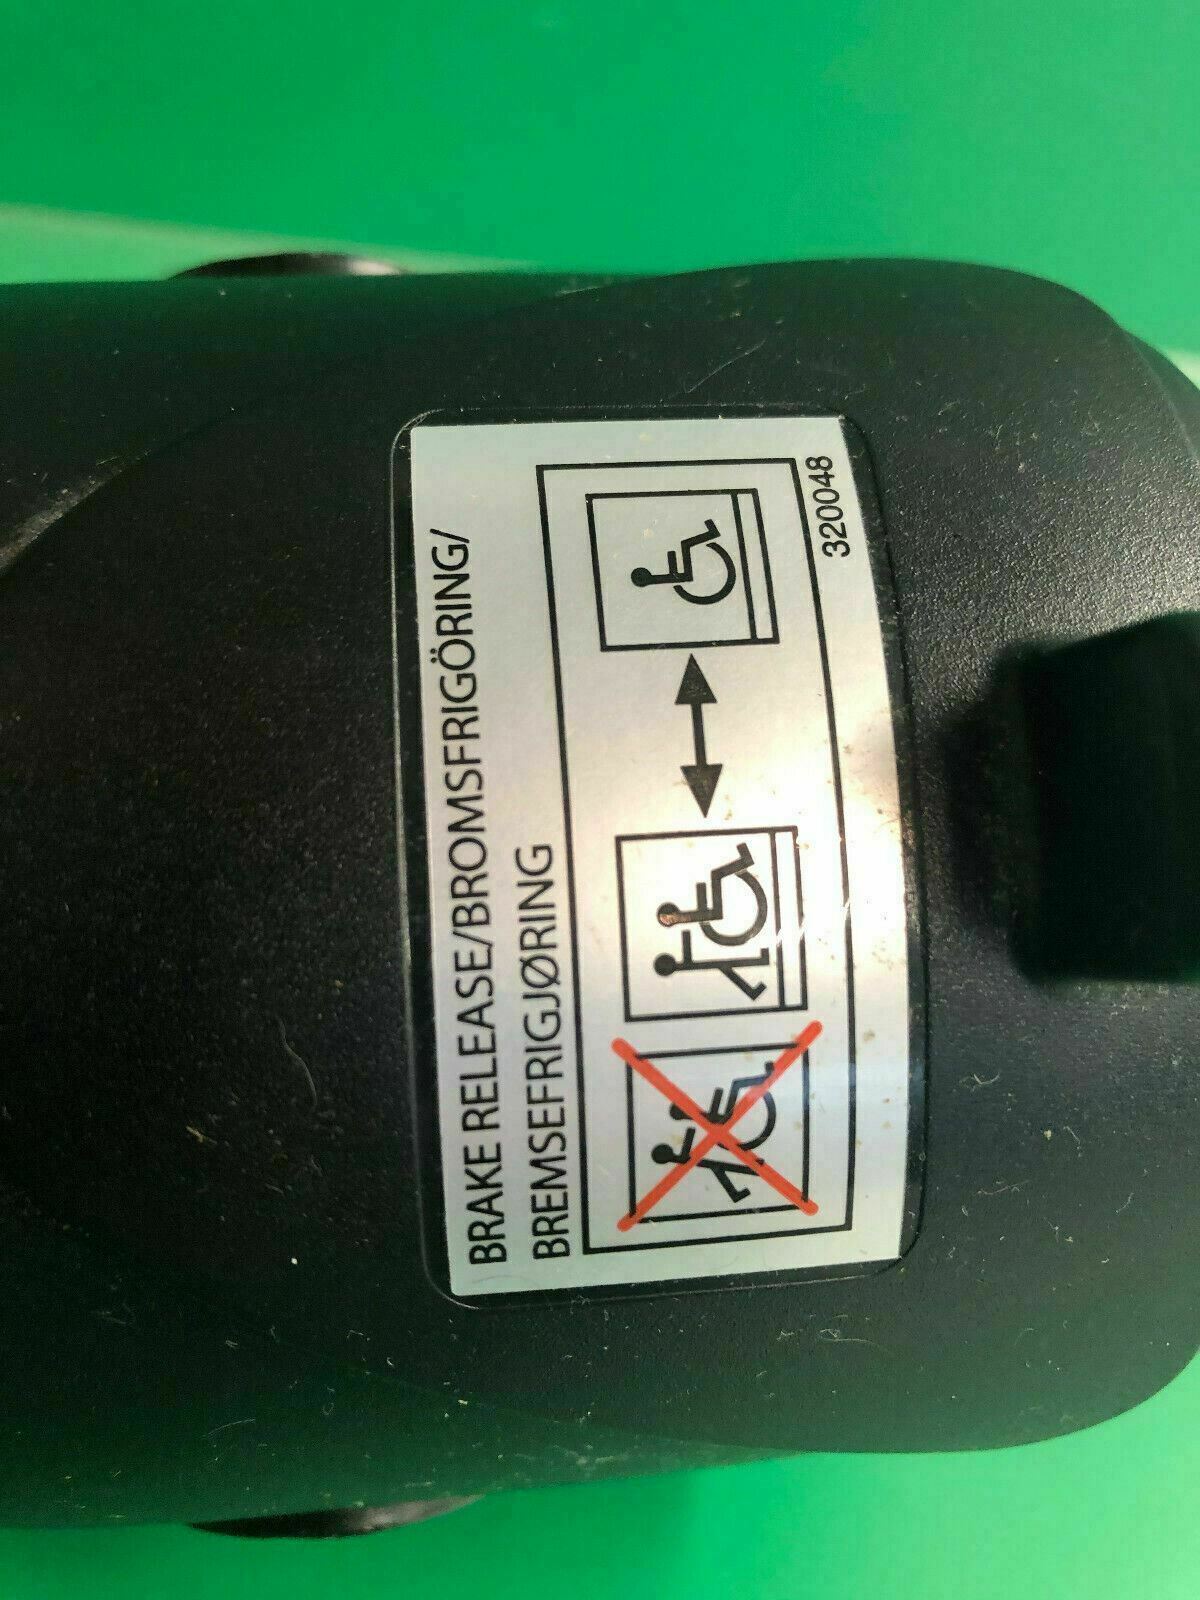 BRAKE RELEASE/BROMSFRIGÖRING/
BREMSEFRIGJØRING
320048